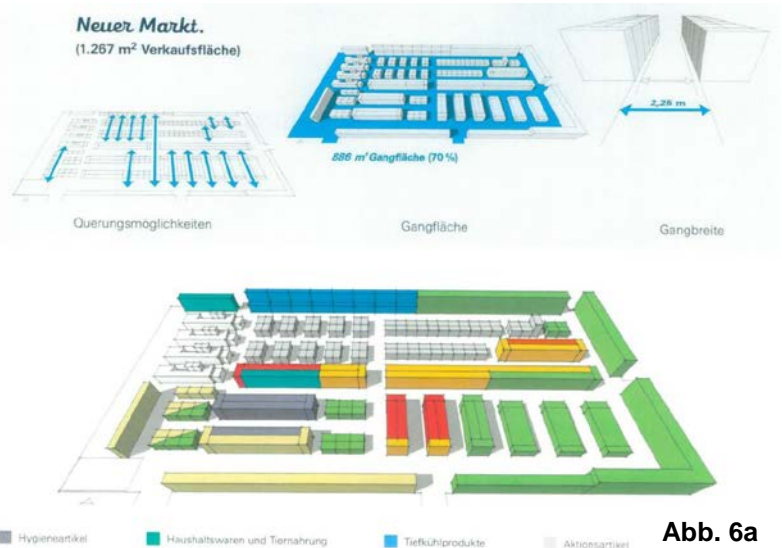 Neuer Markt.
(1.267 m² Verkaufsfläche)
2,26 m
886 m² Gangfläche (70 %)
Querungsmöglichkeiten
Gangfläche
Gangbreite
Hygieneartikel
Haushaltswaren und Tiernahrung
Tiefkühlprodukte
Aktionsartikel
Abb. 6a